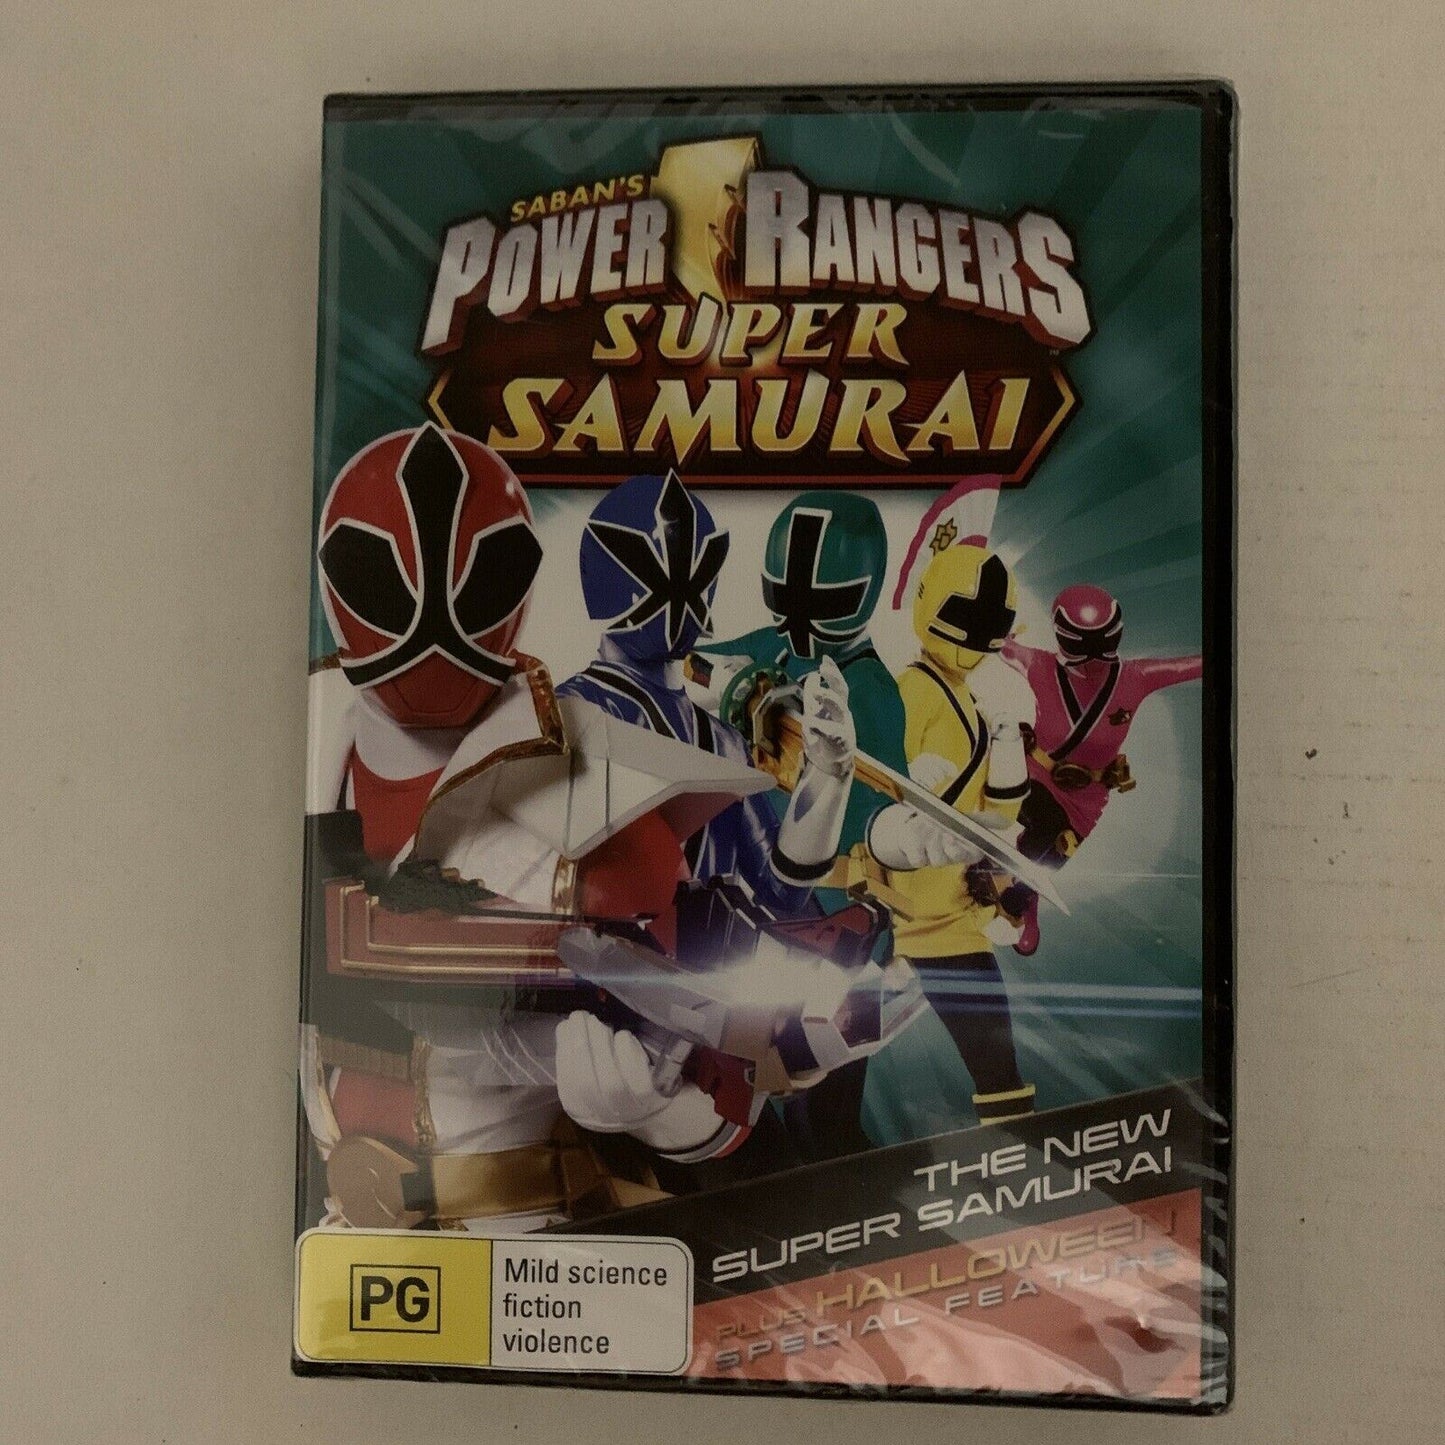 SABAN'S
POWER RANGERS
SUPER
SAMURAI
THE NEW
SUPER SAMURAI
PLUS HALLOWEEN
SPECIAL FEATURE
PG
Mild science
fiction
violence